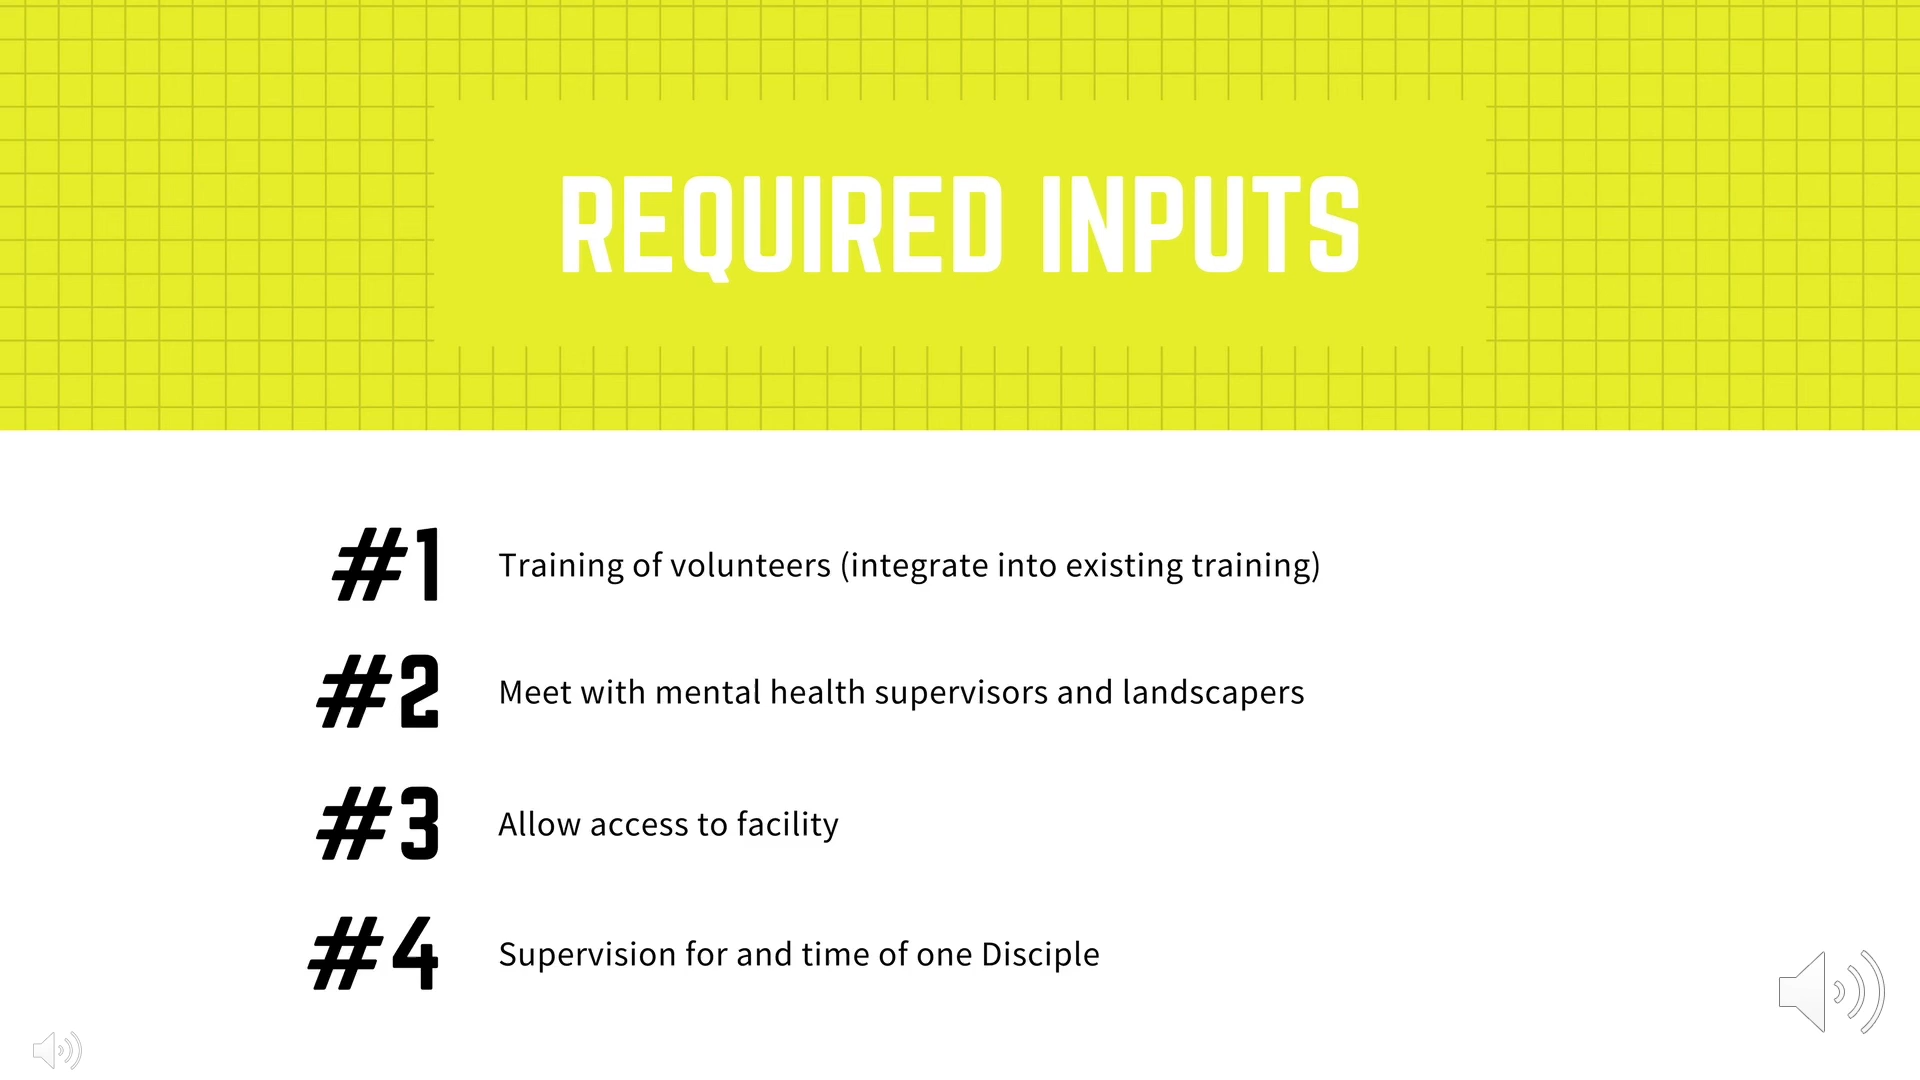 REQUIRED INPUTS
#1 Training of volunteers (integrate into existing training)
#2 Meet with mental health supervisors and landscapers
#3 Allow access to facility
#4 Supervision for and time of one Disciple